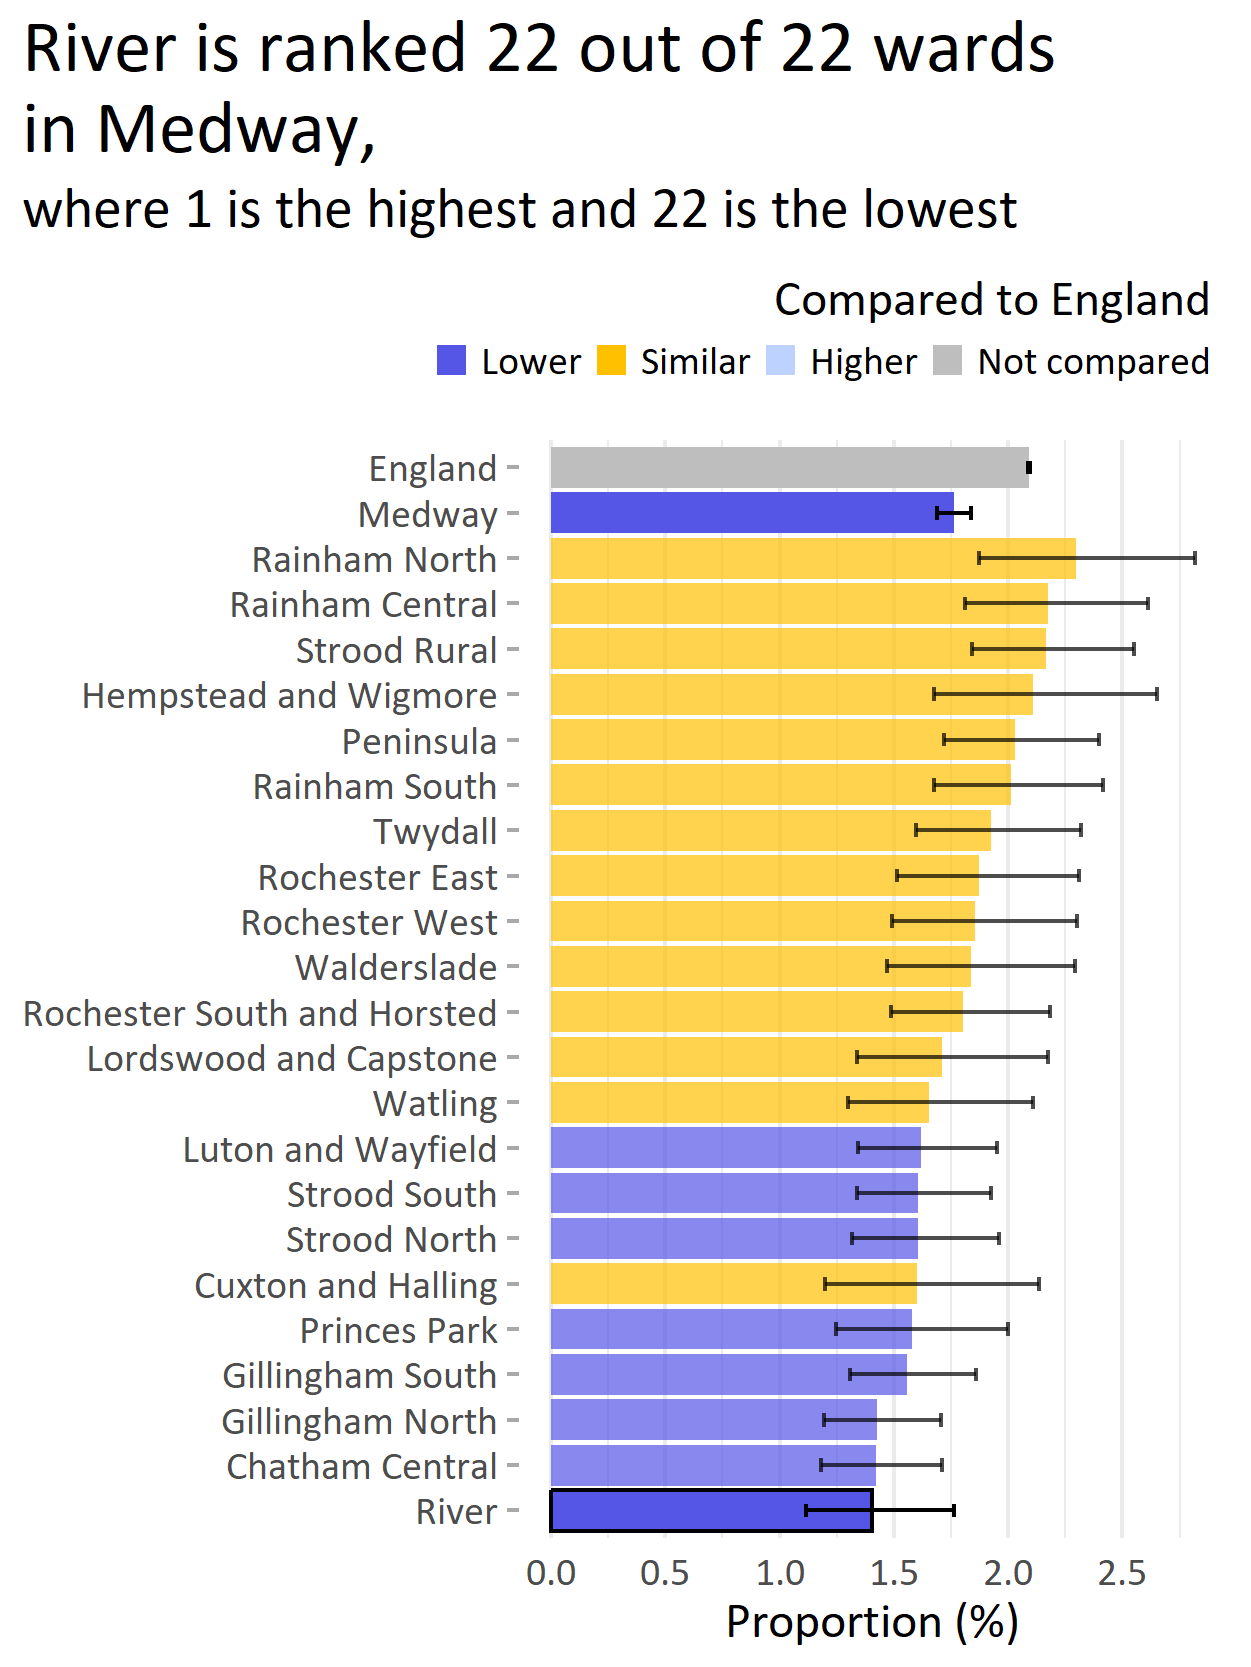 River is ranked 22 out of 22 wards
in Medway,
where 1 is the highest and 22 is the lowest
Compared to England
Lower Similar Higher Not compared
England
Medway
Rainham North
Rainham Central
Strood Rural
Hempstead and Wigmore
Peninsula
Rainham South
Twydall
Rochester East
Rochester West
Walderslade
Rochester South and Horsted
Lordswood and Capstone
Watling
Luton and Wayfield
Strood South
Strood North
Cuxton and Halling
Princes Park
Gillingham South
Gillingham North
Chatham Central
River
0.0 0.5 1.0 1.5 2.0 2.5
Proportion (%)